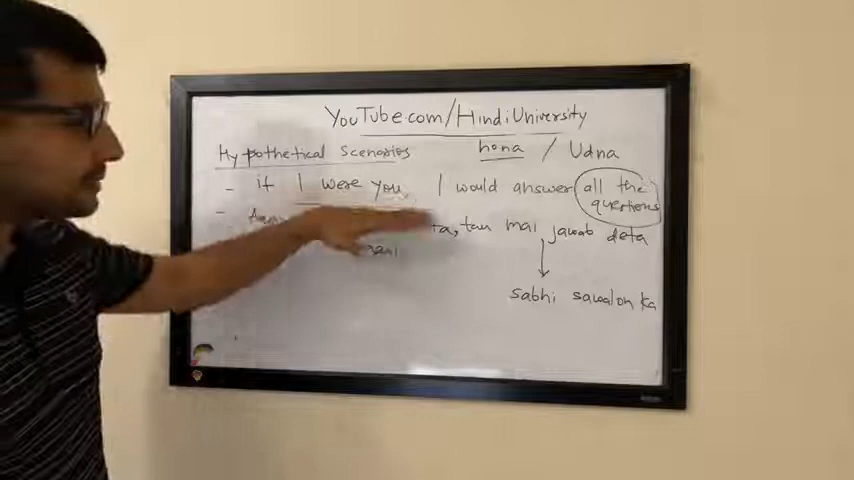 YouTube.com/HindiUniversity
Hypothetical Scenarios hona / Udna
- if I were you, I would answer all the questions
- ta, tau mai jawab deta
sabhi sawalon ka